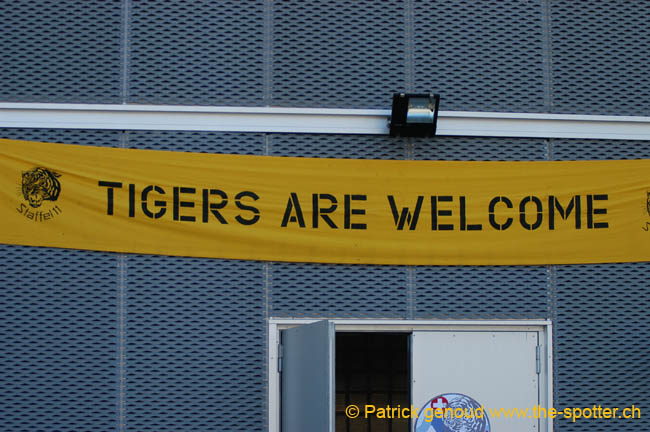 TIGERS ARE WELCOME
Staffel 11
© Patrick genoud www.the-spotter.ch